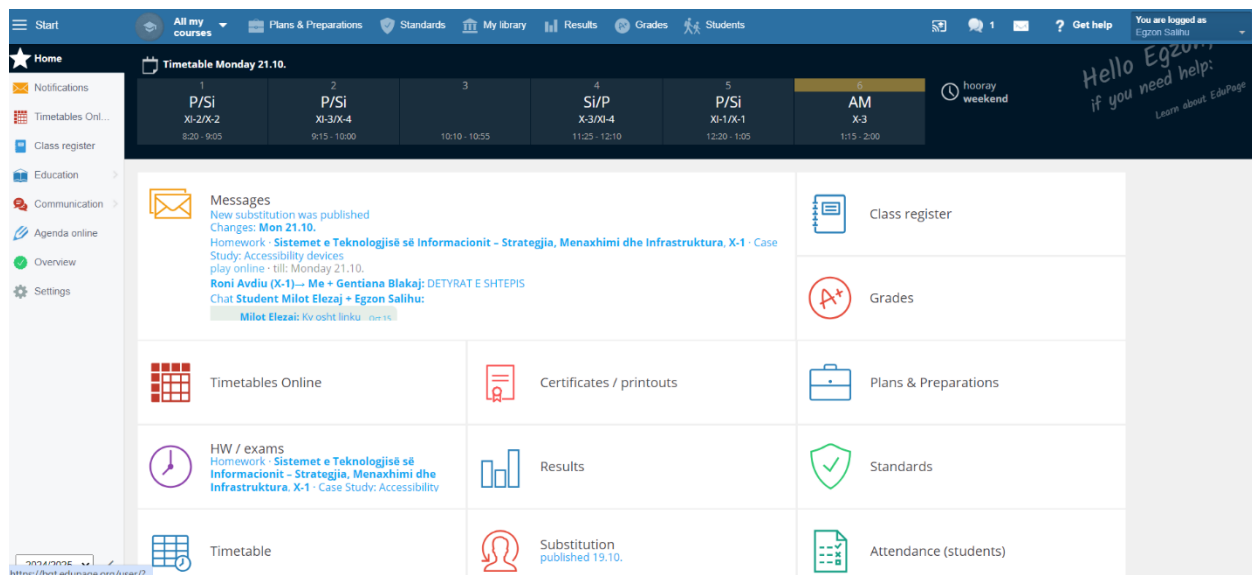 Start
All my
courses
Plans & Preparations
Standards
My library
Results
Grades
Students
1
Get help
You are logged as
Egzon Salihu
Home
Notifications
Timetables Onl...
Class register
Education
Communication
Agenda online
Overview
Settings
2024/2025
https://bgt.edupage.org/user/?
Timetable Monday 21.10.
1
P/Si
XI-2/X-2
8:20 - 9:05
2
P/Si
XI-3/X-4
9:15 - 10:00
3
10:10 - 10:55
4
Si/P
X-3/XI-4
11:25 - 12:10
5
P/Si
XI-1/X-1
12:20 - 1:05
6
AM
X-3
1:15 - 2:00
hooray
weekend
Hello Egzon,
if you need help:
Learn about EduPage
Messages
New substitution was published
Changes: Mon 21.10.
Homework · Sistemet e Teknologjisë së Informacionit – Strategjia, Menaxhimi dhe Infrastruktura, X-1 · Case
Study: Accessibility devices
play online · till: Monday 21.10.
Roni Avdiu (X-1)→ Me + Gentiana Blakaj: DETYRAT E SHTEPIS
Chat Student Milot Elezaj + Egzon Salihu:
Milot Elezaj: Ky osht linku Oct 15
Class register
Grades
Timetables Online
Certificates / printouts
Plans & Preparations
HW / exams
Homework · Sistemet e Teknologjisë së
Informacionit – Strategjia, Menaxhimi dhe
Infrastruktura, X-1 · Case Study: Accessibility
Results
Standards
Timetable
Substitution
published 19.10.
Attendance (students)